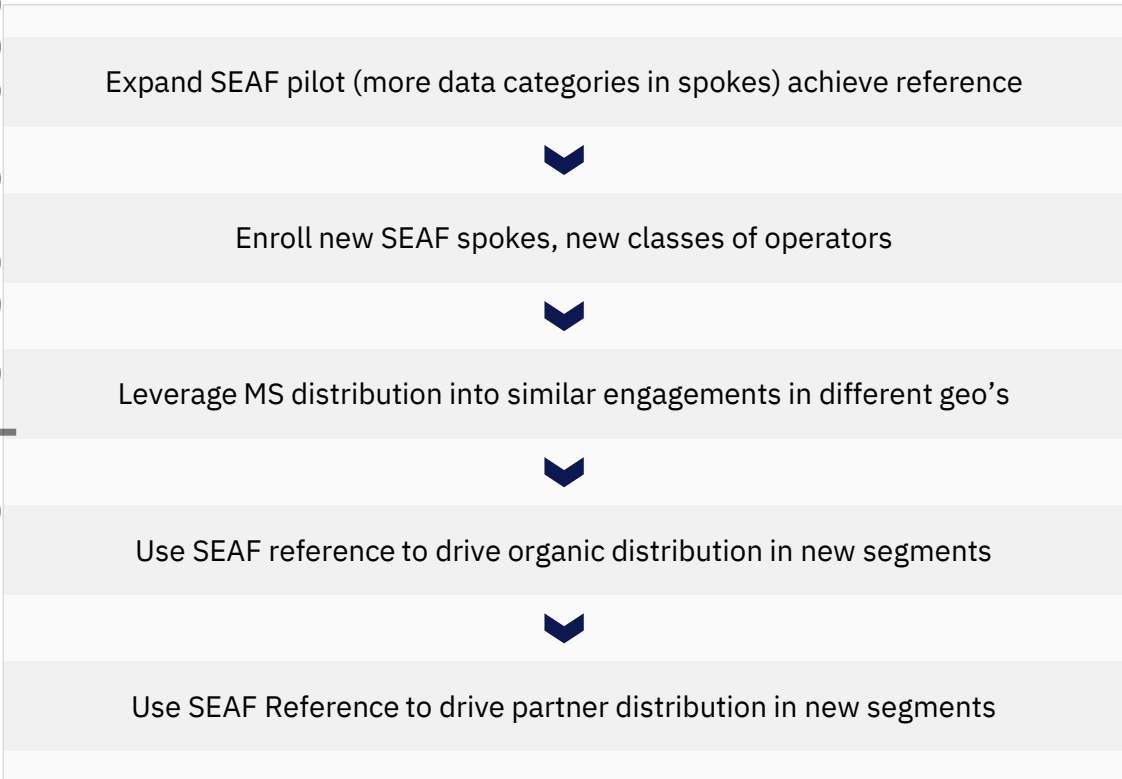 Expand SEAF pilot (more data categories in spokes) achieve reference
Enroll new SEAF spokes, new classes of operators
Leverage MS distribution into similar engagements in different geo’s
Use SEAF reference to drive organic distribution in new segments
Use SEAF Reference to drive partner distribution in new segments